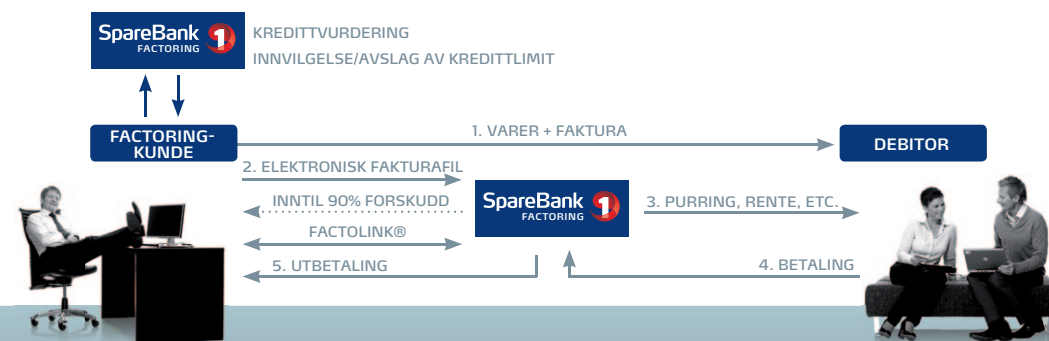 SpareBank 1
FACTORING
KREDITTVURDERING
INNVILGELSE/AVSLAG AV KREDITTLIMIT
FACTORING-
KUNDE
1. VARER + FAKTURA
DEBITOR
2. ELEKTRONISK FAKTURAFIL
INNTIL 90% FORSKUDD
SpareBank 1
FACTORING
3. PURRING, RENTE, ETC.
FACTOLINK®
5. UTBETALING
4. BETALING